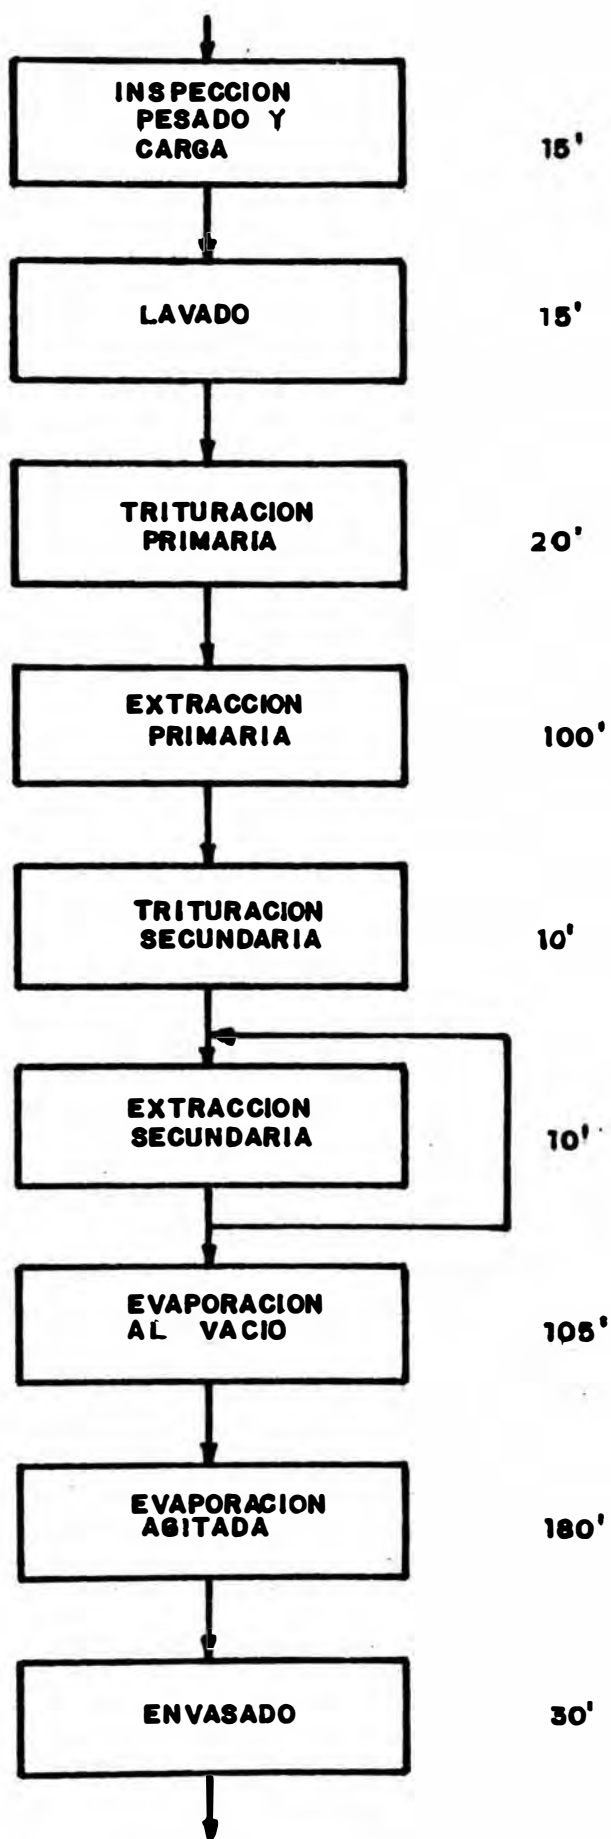 INSPECCION
PESADO Y
CARGA
15'
LAVADO
15'
TRITURACION
PRIMARIA
20'
EXTRACCION
PRIMARIA
100'
TRITURACION
SECUNDARIA
10'
EXTRACCION
SECUNDARIA
10'
EVAPORACION
AL VACIO
105'
EVAPORACION
AGITADA
180'
ENVASADO
30'